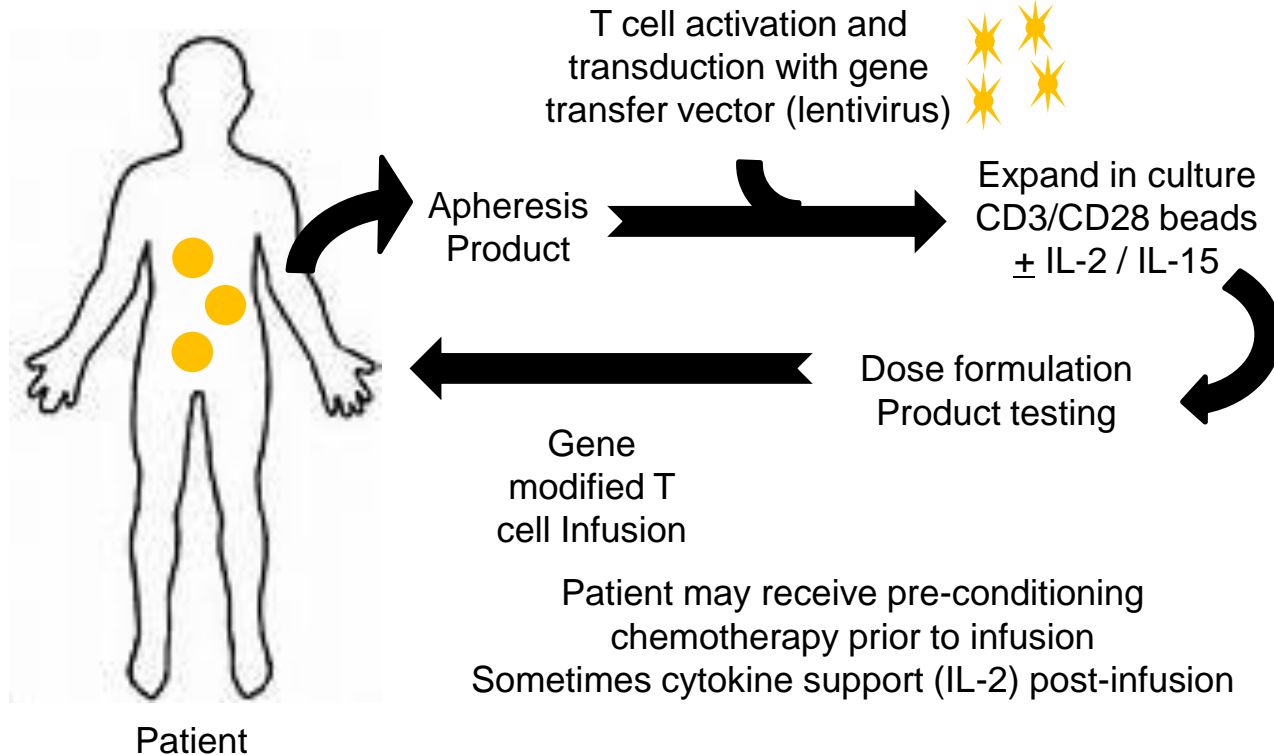 T cell activation and
transduction with gene
transfer vector (lentivirus)
Apheresis
Product
Expand in culture
CD3/CD28 beads
+ IL-2 / IL-15
Dose formulation
Product testing
Gene
modified T
cell Infusion
Patient may receive pre-conditioning
chemotherapy prior to infusion
Sometimes cytokine support (IL-2) post-infusion
Patient